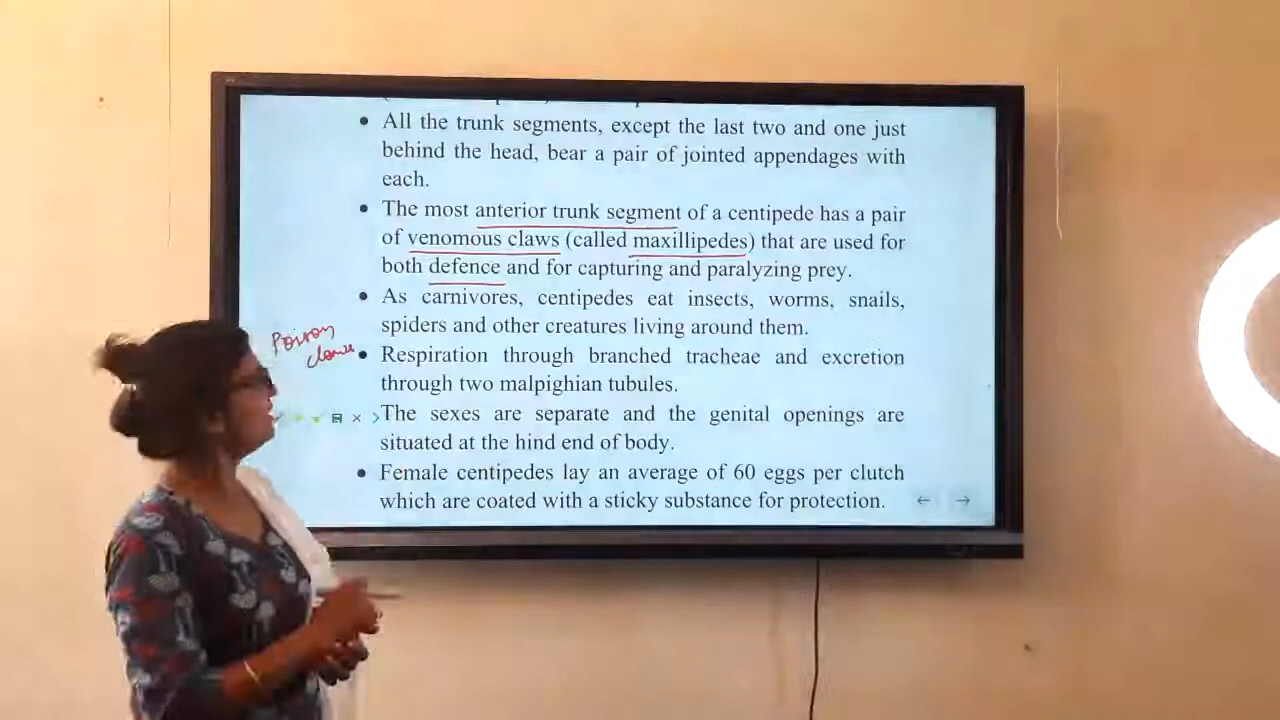 • All the trunk segments, except the last two and one just
behind the head, bear a pair of jointed appendages with
each.
• The most anterior trunk segment of a centipede has a pair
of venomous claws (called maxillipedes) that are used for
both defence and for capturing and paralyzing prey.
• As carnivores, centipedes eat insects, worms, snails,
spiders and other creatures living around them.
Poison
claws
• Respiration through branched tracheae and excretion
through two malpighian tubules.
The sexes are separate and the genital openings are
situated at the hind end of body.
• Female centipedes lay an average of 60 eggs per clutch
which are coated with a sticky substance for protection.